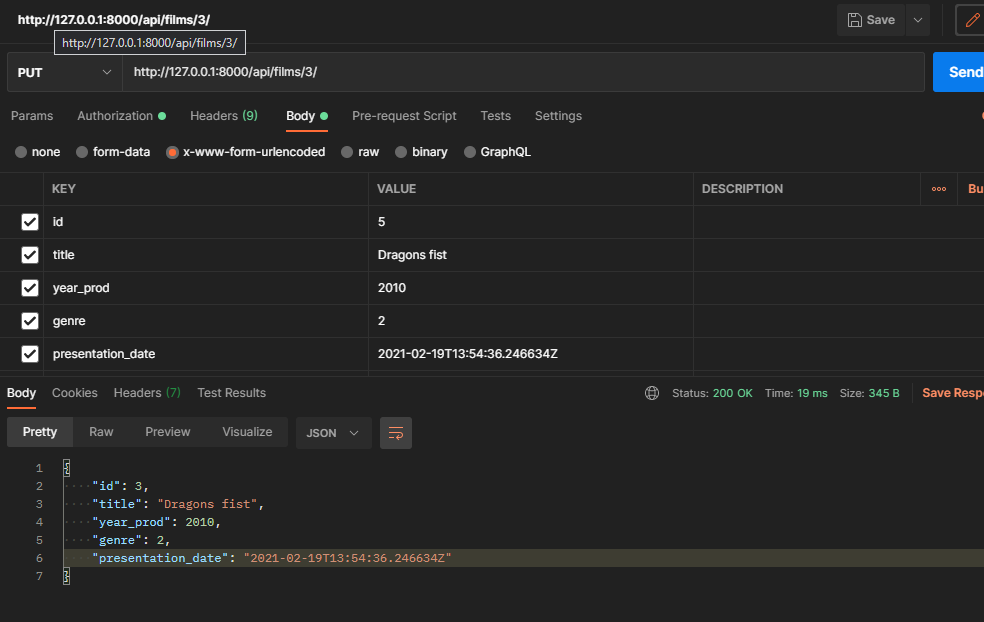 http://127.0.0.1:8000/api/films/3/
Save
http://127.0.0.1:8000/api/films/3/
PUT
http://127.0.0.1:8000/api/films/3/
Send
Params Authorization Headers (9) Body Pre-request Script Tests Settings
none form-data x-www-form-urlencoded raw binary GraphQL
KEY VALUE DESCRIPTION Bu
id 5
title Dragons fist
year_prod 2010
genre 2
presentation_date 2021-02-19T13:54:36.246634Z
Body Cookies Headers (7) Test Results Status: 200 OK Time: 19 ms Size: 345 B Save Resp
Pretty Raw Preview Visualize JSON
1 {
2 "id": 3,
3 "title": "Dragons fist",
4 "year_prod": 2010,
5 "genre": 2,
6 "presentation_date": "2021-02-19T13:54:36.246634Z"
7 }